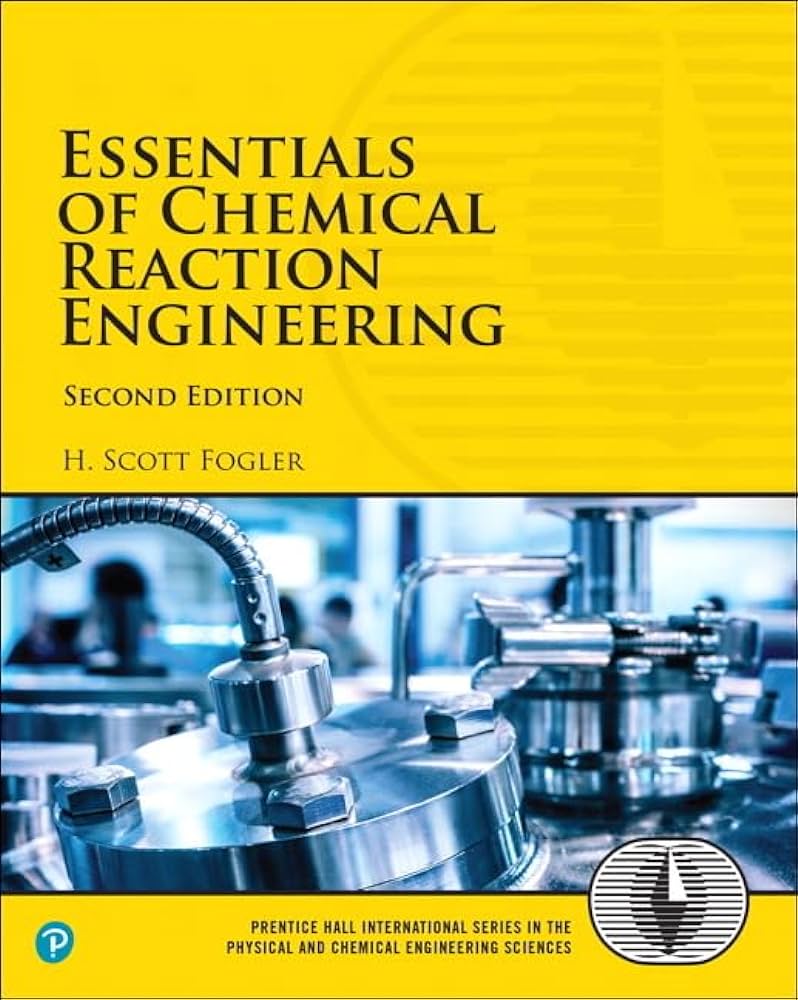 ESSENTIALS
OF CHEMICAL
REACTION
ENGINEERING
SECOND EDITION
H. SCOTT FOGLER
P
PRENTICE HALL INTERNATIONAL SERIES IN THE
PHYSICAL AND CHEMICAL ENGINEERING SCIENCES